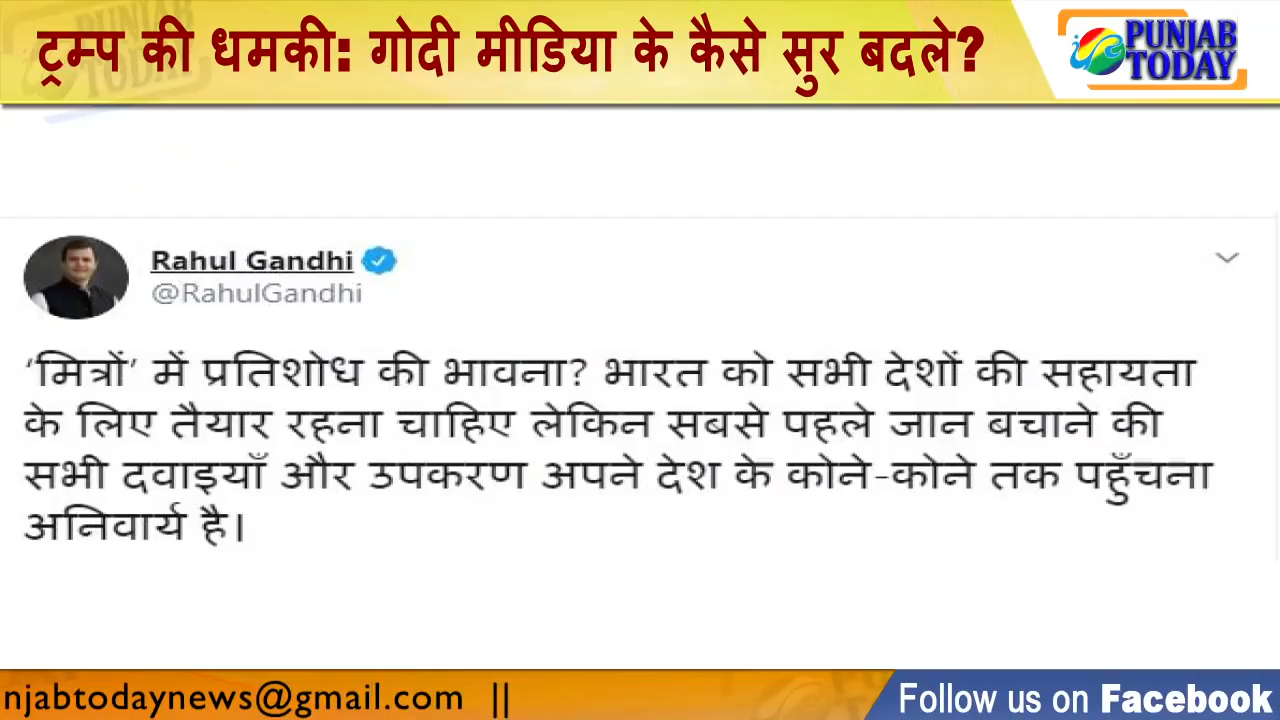 ट्रम्प की धमकी: गोदी मीडिया के कैसे सुर बदले?
PUNJAB
TODAY
Rahul Gandhi
@RahulGandhi
‘मित्रों’ में प्रतिशोध की भावना? भारत को सभी देशों की सहायता
के लिए तैयार रहना चाहिए लेकिन सबसे पहले जान बचाने की
सभी दवाइयाँ और उपकरण अपने देश के कोने-कोने तक पहुँचना
अनिवार्य है।
njabtodaynews@gmail.com ||
Follow us on Facebook